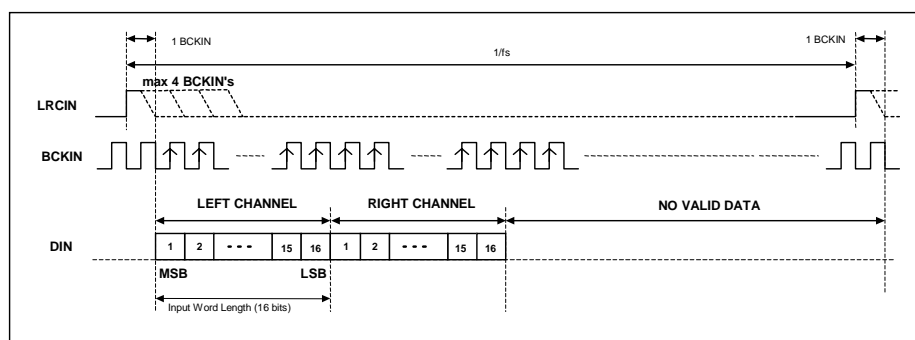 1 BCKIN
1 BCKIN
1/fs
max 4 BCKIN's
LRCIN
BCKIN
LEFT CHANNEL
RIGHT CHANNEL
NO VALID DATA
DIN
1 2 15 16 1 2 15 16
MSB
LSB
Input Word Length (16 bits)